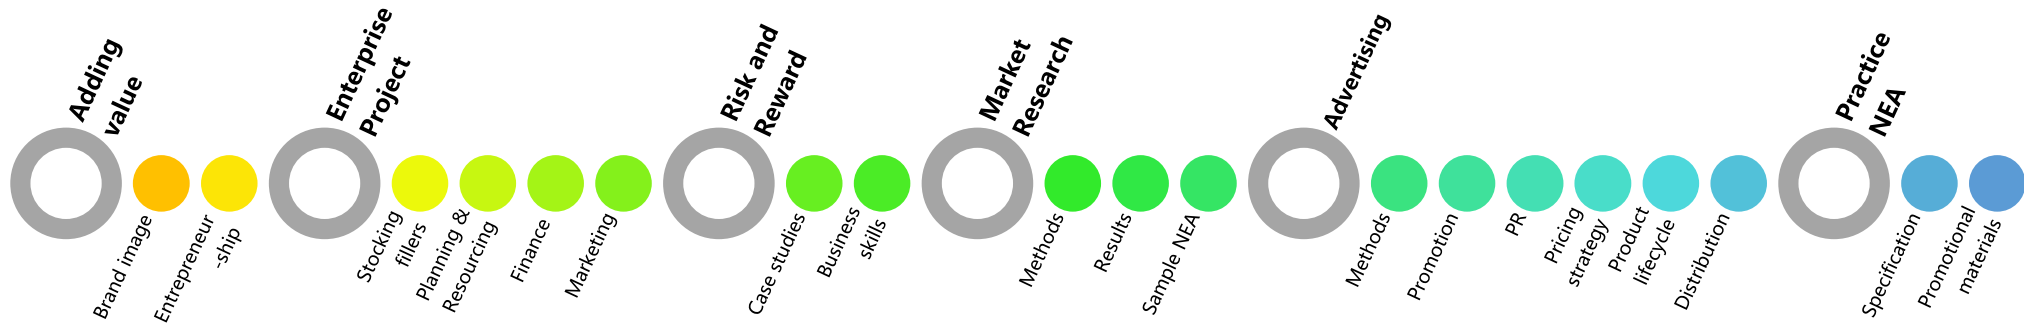 Adding
value
Brand image
Entrepreneur
-ship
Enterprise
Project
Stocking
fillers
Planning &
Resourcing
Finance
Marketing
Risk and
Reward
Case studies
Business
skills
Market
Research
Methods
Results
Sample NEA
Advertising
Methods
Promotion
PR
Pricing
strategy
Product
lifecycle
Distribution
Practice
NEA
Specification
Promotional
materials